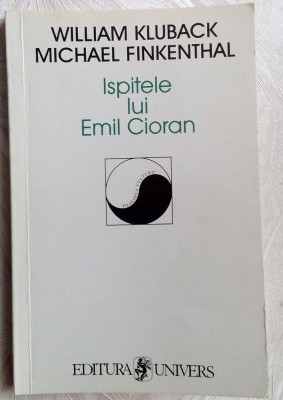 WILLIAM KLUBACK
MICHAEL FINKENTHAL
Ispitele
lui
Emil Cioran
EDITURA UNIVERS